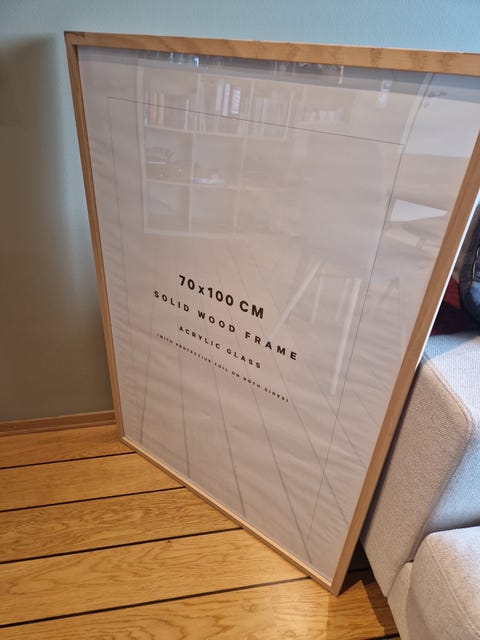 70x100 CM
SOLID WOOD FRAME
ACRYLIC GLASS
(WITH PROTECTIVE FOIL ON BOTH SIDES)